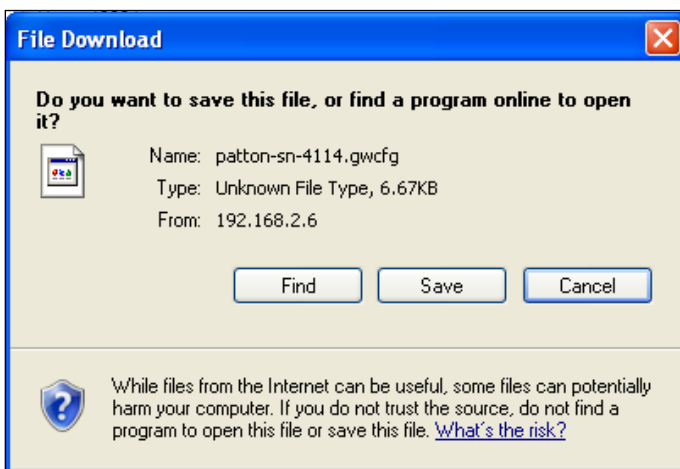 File Download
Do you want to save this file, or find a program online to open
it?
Name: patton-sn-4114.gwcfg
Type: Unknown File Type, 6.67KB
From: 192.168.2.6
Find Save Cancel
While files from the Internet can be useful, some files can potentially
harm your computer. If you do not trust the source, do not find a
program to open this file or save this file. What's the risk?